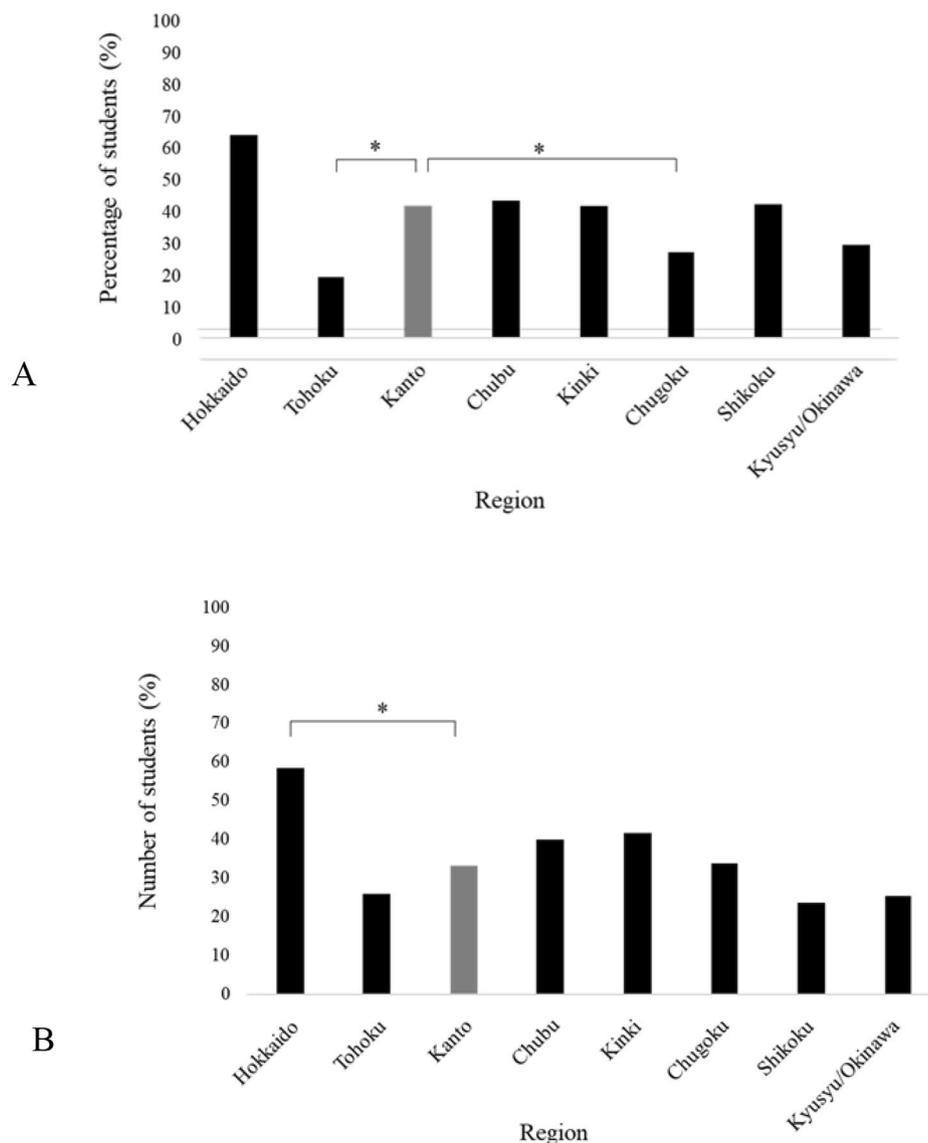 Percentage of students (%)
100
90
80
70
60
50
40
30
20
10
0
*
*
Hokkaido
Tohoku
Kanto
Chubu
Kinki
Chugoku
Shikoku
Kyusyu/Okinawa
Region
A
Number of students (%)
100
90
80
70
60
50
40
30
20
10
0
*
Hokkaido
Tohoku
Kanto
Chubu
Kinki
Chugoku
Shikoku
Kyusyu/Okinawa
Region
B